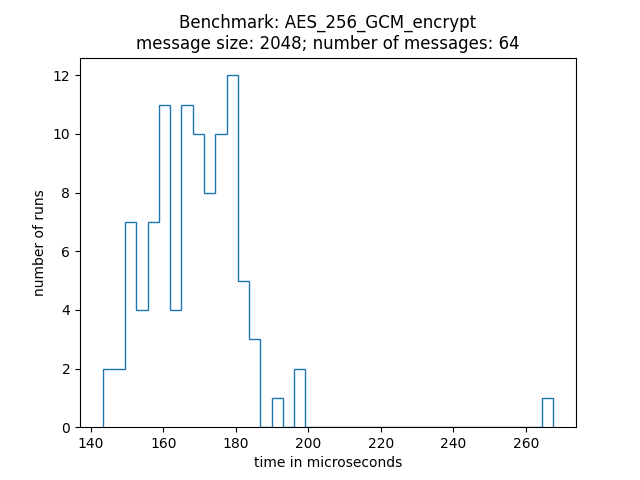 Benchmark: AES_256_GCM_encrypt
message size: 2048; number of messages: 64
12
10
8
6
4
2
0
number of runs
140 160 180 200 220 240 260
time in microseconds